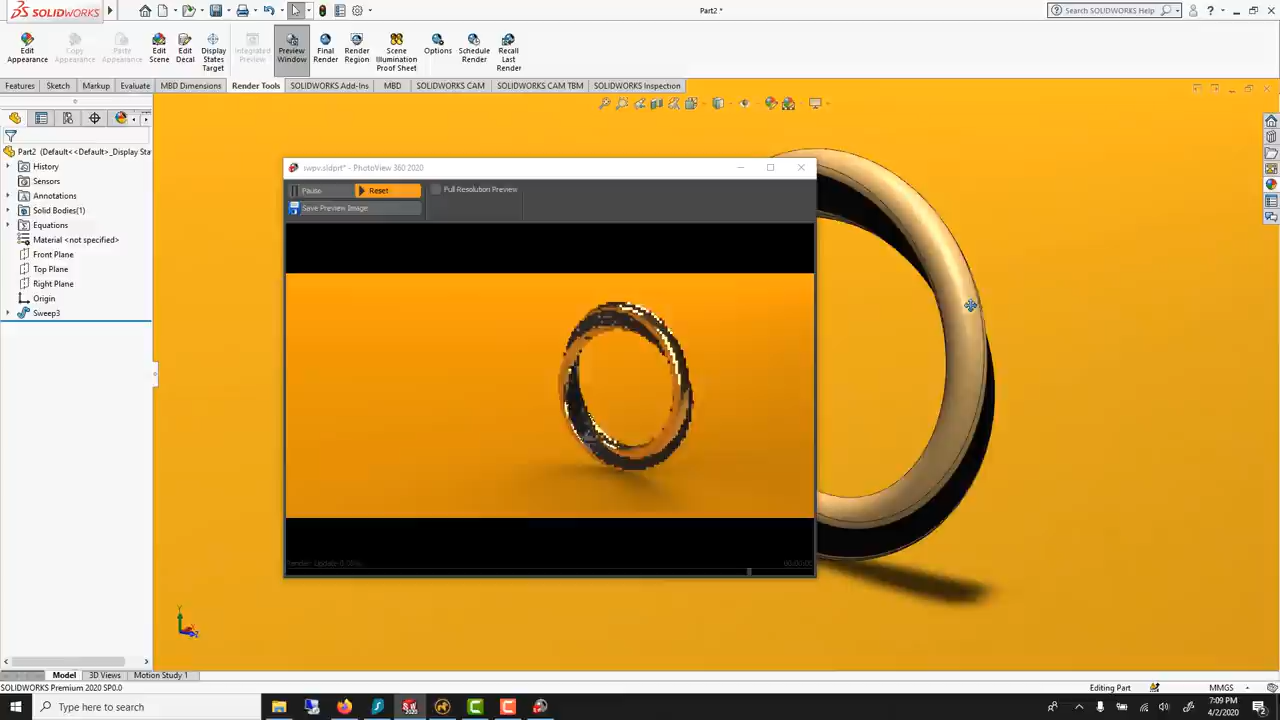 SOLIDWORKS
Part2 *
Search SOLIDWORKS Help
Edit Appearance
Copy Appearance
Paste Appearance
Edit Scene
Edit Decal
Display States Target
Integrated Preview
Preview Window
Final Render
Render Region
Scene Illumination Proof Sheet
Options
Schedule Render
Recall Last Render
Features Sketch Markup Evaluate MBD Dimensions Render Tools SOLIDWORKS Add-Ins MBD SOLIDWORKS CAM SOLIDWORKS CAM TBM SOLIDWORKS Inspection
Part2 (Default<<Default>_Display Sta
History
Sensors
Annotations
Solid Bodies(1)
Equations
Material <not specified>
Front Plane
Top Plane
Right Plane
Origin
Sweep3
swpv.sldprt* - PhotoView 360 2020
Pause
Reset
Full Resolution Preview
Save Preview Image
Model 3D Views Motion Study 1
SOLIDWORKS Premium 2020 SP0.0
Editing Part
MMGS
Type here to search
7:09 PM
4/2/2020